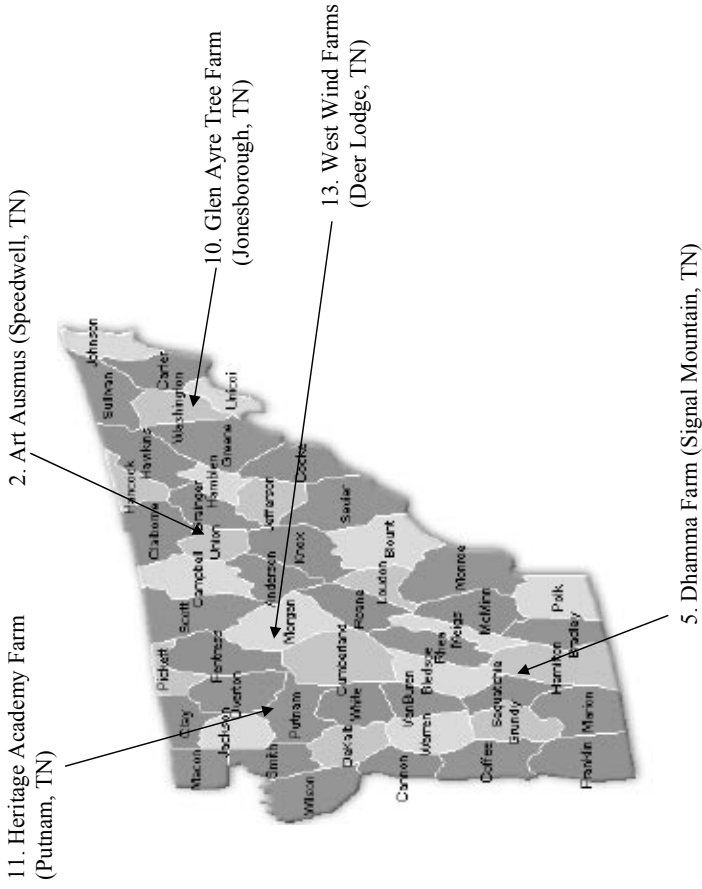 11. Heritage Academy Farm
(Putnam, TN)
2. Art Ausmus (Speedwell, TN)
10. Glen Ayre Tree Farm
(Jonesborough, TN)
13. West Wind Farms
(Deer Lodge, TN)
5. Dhamma Farm (Signal Mountain, TN)
Johnson
Sullivan
Carter
Washington
Unicoi
Hancock
Hawkins
Greene
Claiborne
Grainger
Hamblen
Cocke
Union
Jefferson
Campbell
Knox
Sevier
Anderson
Blount
Scott
Morgan
Loudon
Roane
Monroe
Pickett
Fentress
Cumberland
Rhea
Meigs
McMinn
Polk
Overton
Clay
Jackson
Putnam
White
VanBuren
Bledsoe
Hamilton
Bradley
Macon
Smith
DeKalb
Warren
Sequatchie
Grundy
Marion
Wilson
Cannon
Coffee
Franklin